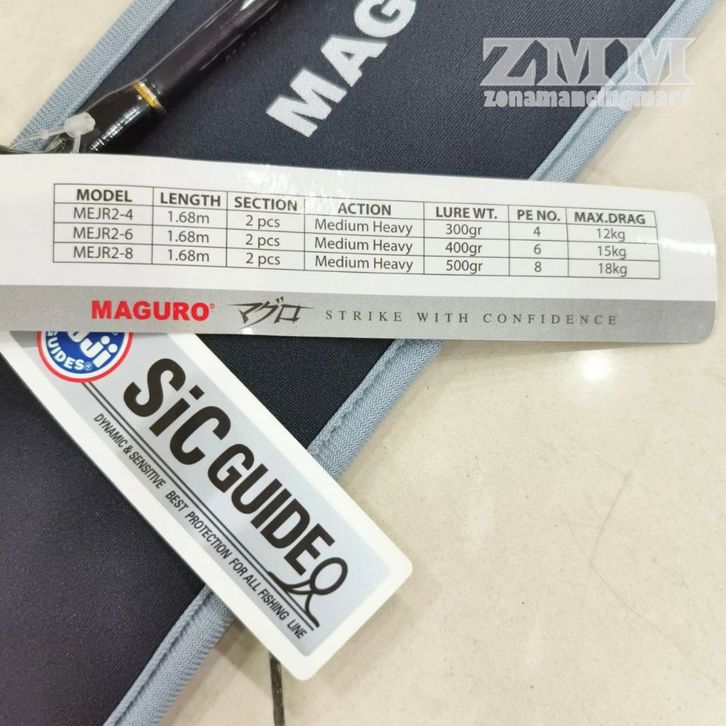 MAG
ZMM
zonamancingmart
MODEL LENGTH SECTION ACTION LURE WT. PE NO. MAX.DRAG
MEJR2-4 1.68m 2 pcs Medium Heavy 300gr 4 12kg
MEJR2-6 1.68m 2 pcs Medium Heavy 400gr 6 15kg
MEJR2-8 1.68m 2 pcs Medium Heavy 500gr 8 18kg
MAGURO® マグロ STRIKE WITH CONFIDENCE
GUIDES®
SiC GUIDE
DYNAMIC & SENSITIVE BEST PROTECTION FOR ALL FISHING LINE